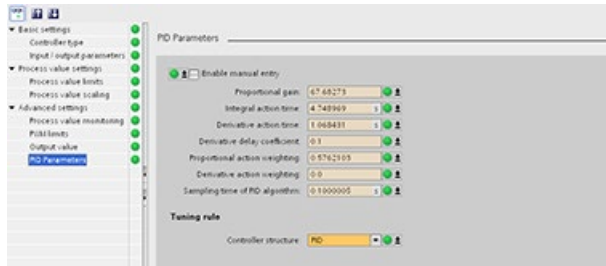 Basic settings
Controller type
Input / output parameters
Process value settings
Process value limits
Process value scaling
Advanced settings
Process value monitoring
PWM limits
Output value
PID Parameters
PID Parameters
Enable manual entry
Proportional gain: 67.68273
Integral action time: 4.748969 s
Derivative action time: 1.068431 s
Derivative delay coefficient: 0.1
Proportional action weighting: 0.5762105
Derivative action weighting: 0.0
Sampling time of PID algorithm: 0.1000005 s
Tuning rule
Controller structure: PID